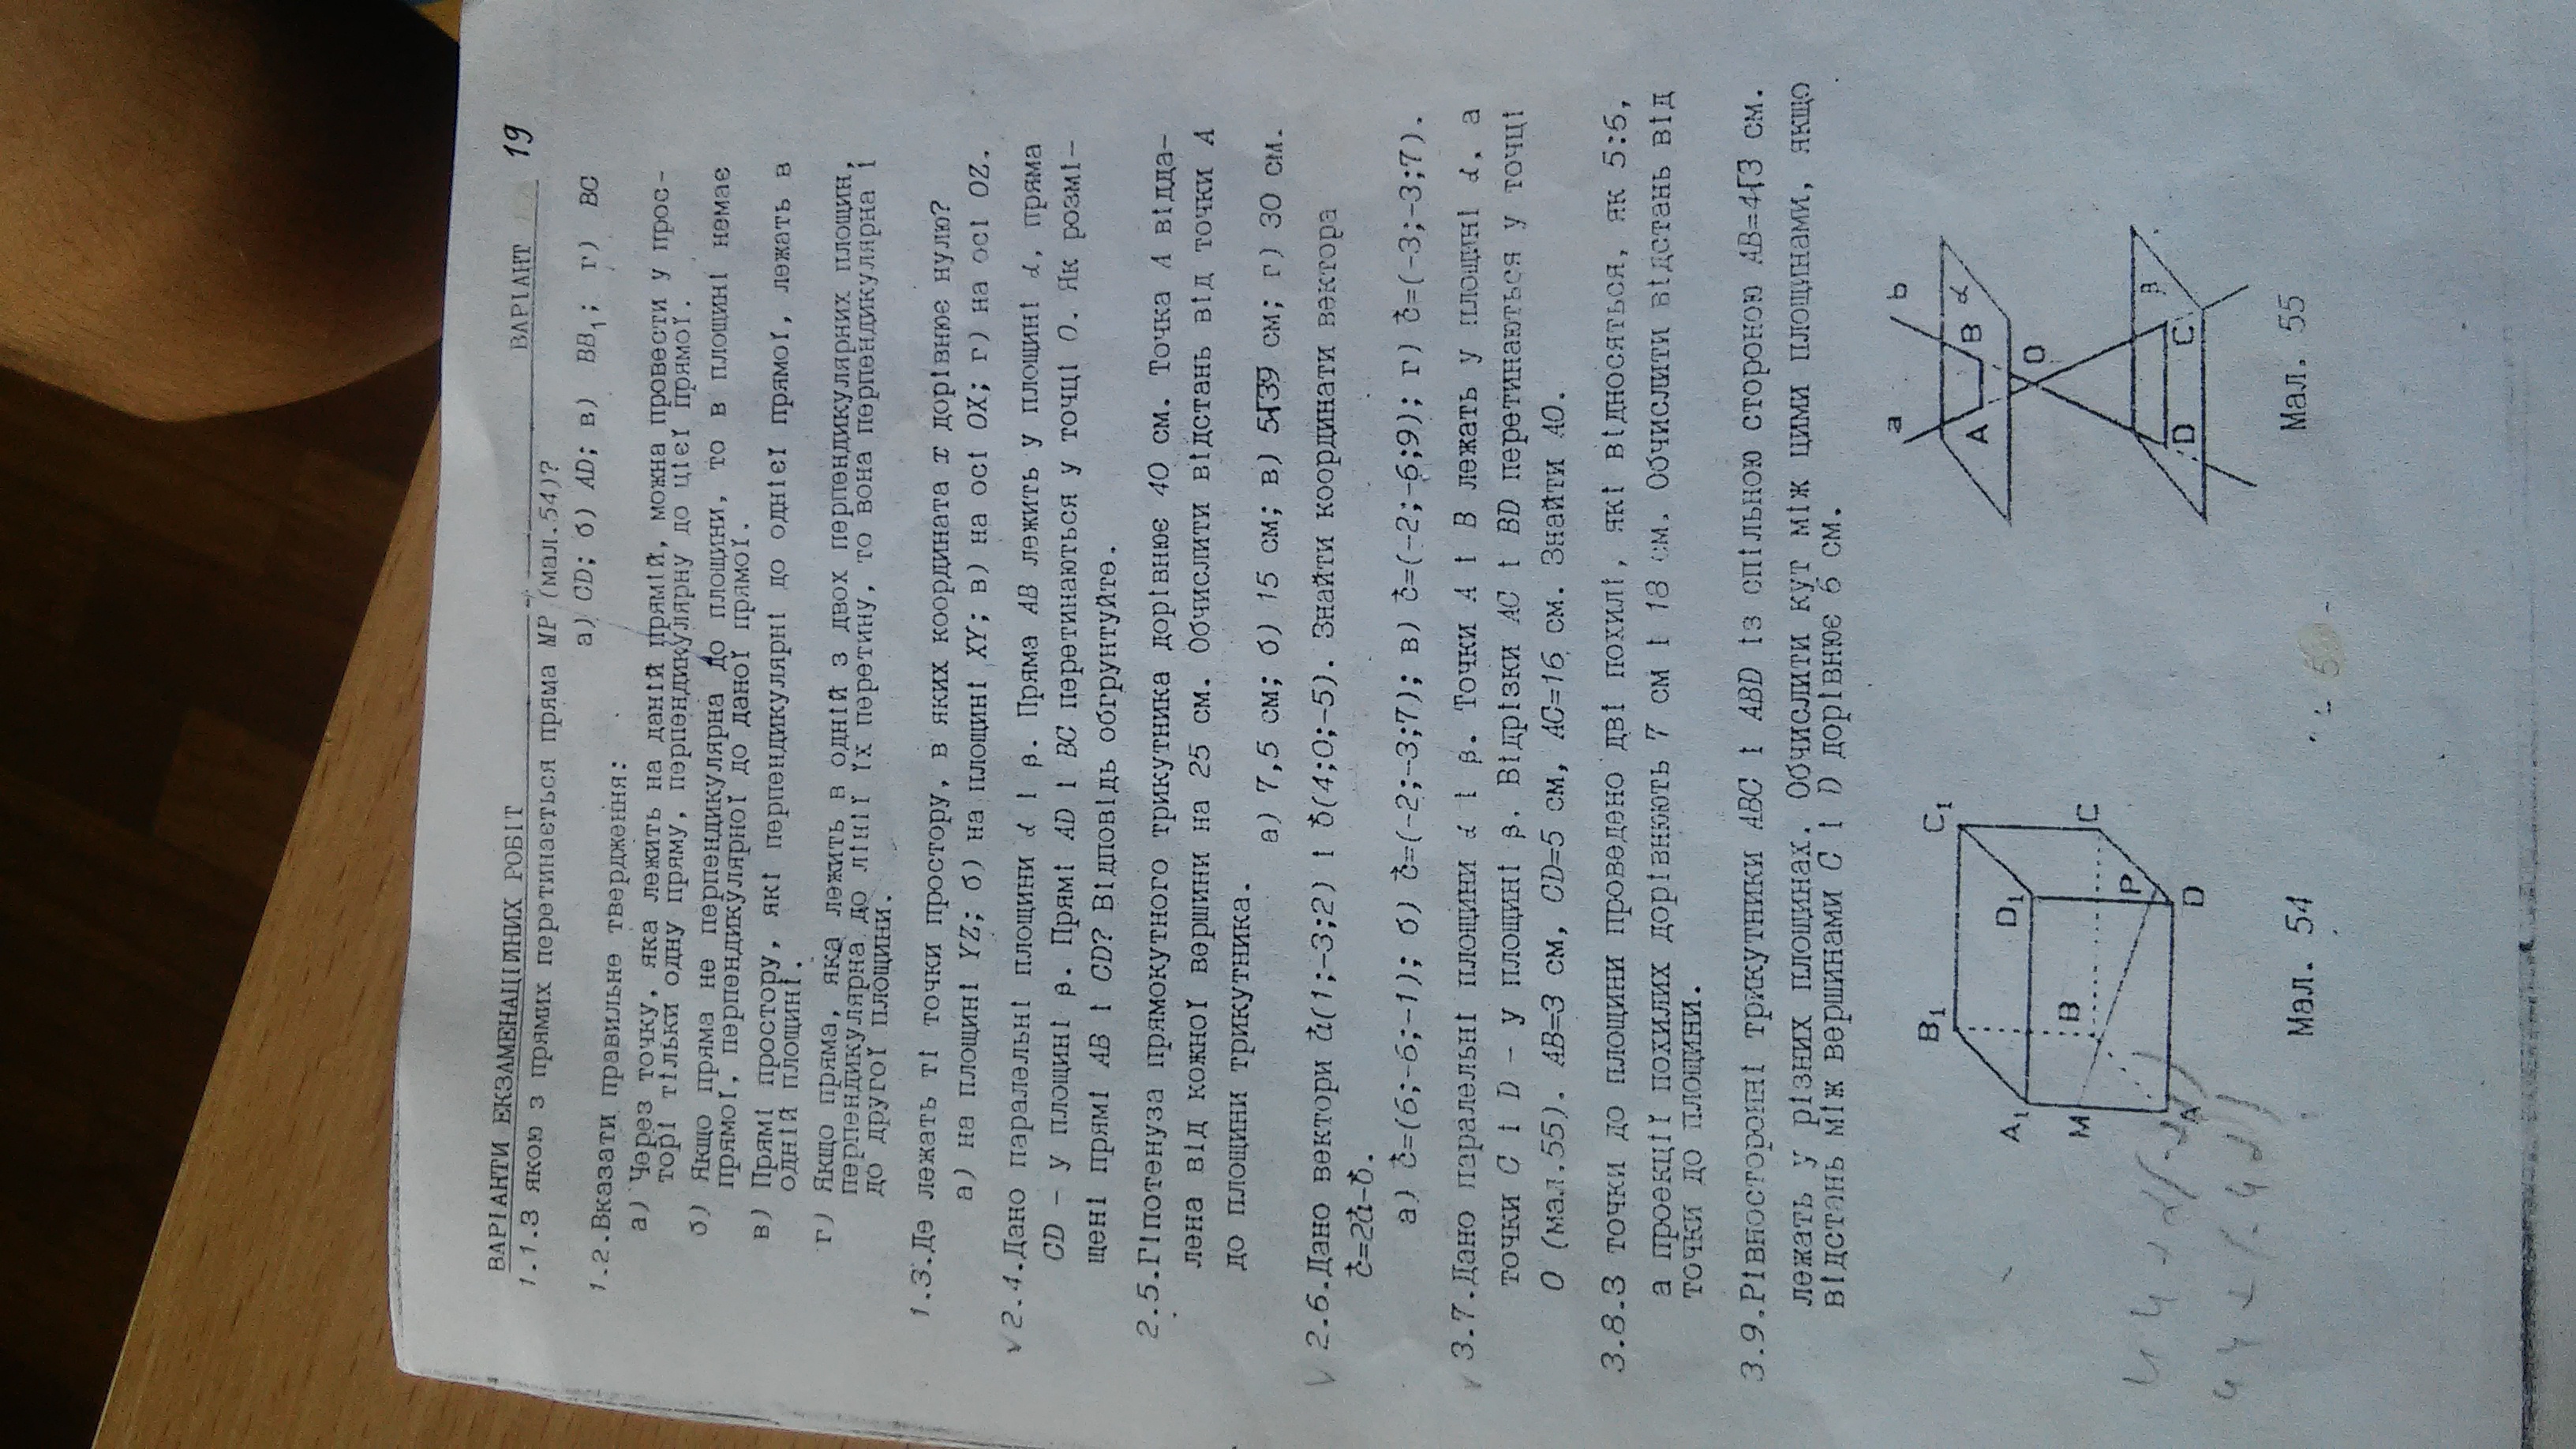 ВАРІАНТИ ЕКЗАМЕНАЦІЙНИХ РОБІТ ВАРІАНТ 19
1.1.З якою з прямих перетинається пряма MP (мал.54)?
а) CD; б) AD; в) BB₁; г) BC
1.2.Вказати правильне твердження:
а) Через точку, яка лежить на даній прямій, можна провести у прос-
торі тільки одну пряму, перпендикулярну до цієї прямої.
б) Якщо пряма не перпендикулярна до площини, то в площині немає
прямої, перпендикулярної до даної прямої.
в) Прямі простору, які перпендикулярні до однієї прямої, лежать в
одній площині.
г) Якщо пряма, яка лежить в одній з двох перпендикулярних площин,
перпендикулярна до лінії їх перетину, то вона перпендикулярна і
до другої площини.
1.3.Де лежать ті точки простору, в яких координата x дорівнює нулю?
а) на площині YZ; б) на площині XY; в) на осі OX; г) на осі OZ.
v 2.4.Дано паралельні площини α і β. Пряма AB лежить у площині α, пряма
CD – у площині β. Прямі AD і BC перетинаються у точці O. Як розмі-
щені прямі AB і CD? Відповідь обгрунтуйте.
2.5.Гіпотенуза прямокутного трикутника дорівнює 40 см. Точка A відда-
лена від кожної вершини на 25 см. Обчислити відстань від точки A
до площини трикутника.
а) 7,5 см; б) 15 см; в) 5√39 см; г) 30 см.
v 2.6.Дано вектори a⃗(1;-3;2) і b⃗(4;0;-5). Знайти координати вектора
c⃗=2a⃗-b⃗.
а) c⃗=(6;-6;-1); б) c⃗=(-2;-3;7); в) c⃗=(-2;-6;9); г) c⃗=(-3;-3;7).
v 3.7.Дано паралельні площини α і β. Точки A і B лежать у площині α, а
точки C і D – у площині β. Відрізки AC і BD перетинаються у точці
O (мал.55). AB=3 см, CD=5 см, AC=16 см. Знайти AO.
3.8.З точки до площини проведено дві похилі, які відносяться, як 5:6,
а проекції похилих дорівнюють 7 см і 18 см. Обчислити відстань від
точки до площини.
3.9.Рівносторонні трикутники ABC і ABD із спільною стороною AB=4√3 см.
лежать у різних площинах. Обчислити кут між цими площинами, якщо
відстань між вершинами C і D дорівнює 6 см.
B₁ C₁
A₁ D₁
M B P C
A D
Мал. 54
a b
A B α
O
D C β
Мал. 55